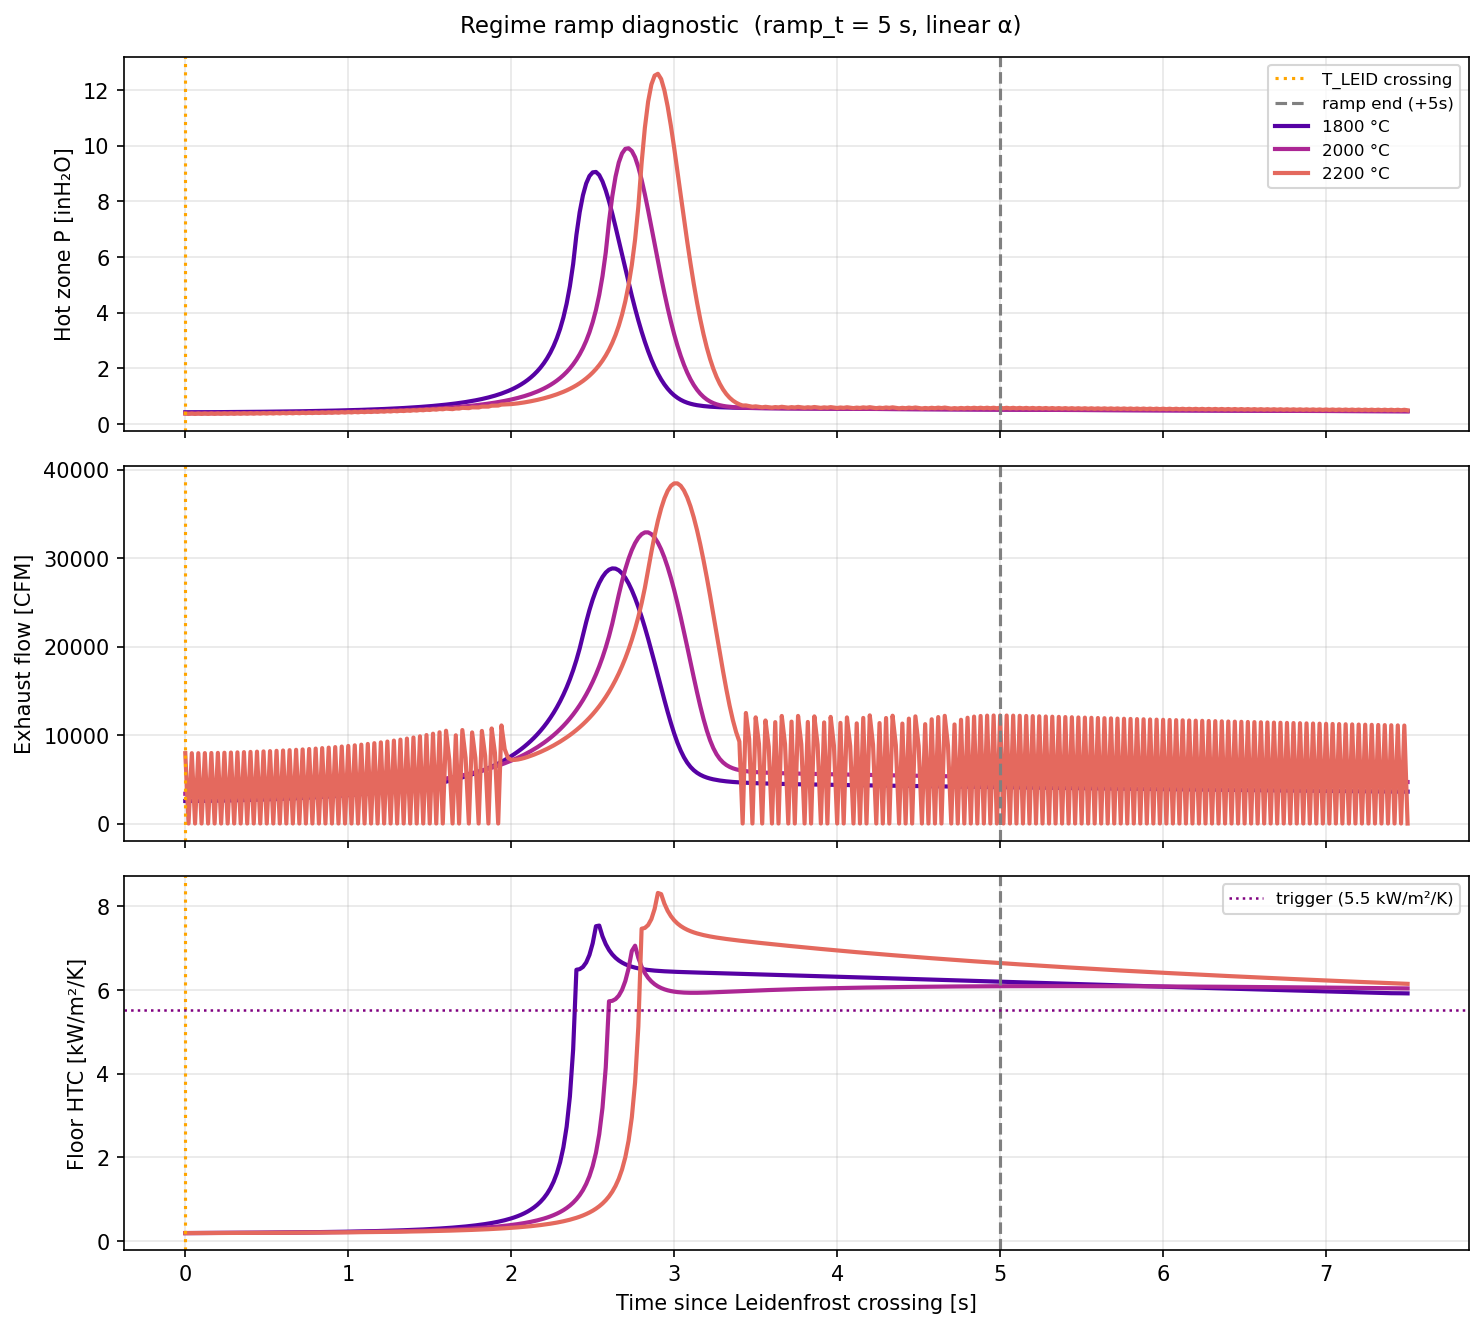 Regime ramp diagnostic  (ramp_t = 5 s, linear α)
Hot zone P [inH₂O]
12
10
8
6
4
2
0
T_LEID crossing
ramp end (+5s)
1800 °C
2000 °C
2200 °C
Exhaust flow [CFM]
40000
30000
20000
10000
0
Floor HTC [kW/m²/K]
8
6
4
2
0
trigger (5.5 kW/m²/K)
0 1 2 3 4 5 6 7
Time since Leidenfrost crossing [s]